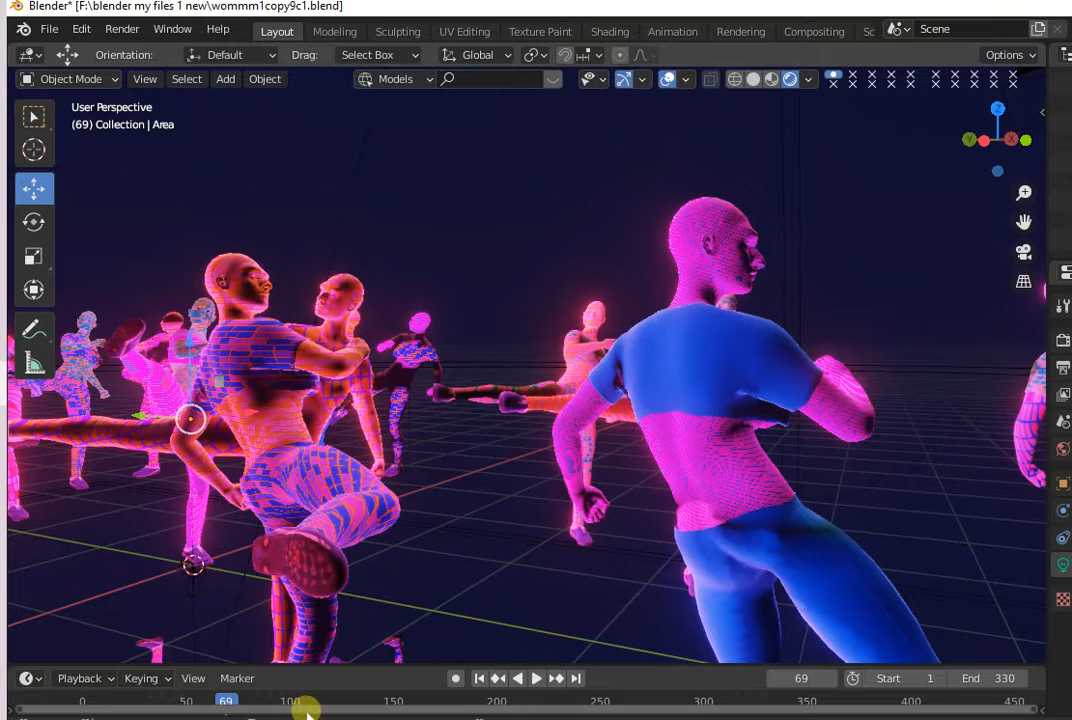 Blender* [F:\blender my files 1 new\wommm1copy9c1.blend]
File Edit Render Window Help Layout Modeling Sculpting UV Editing Texture Paint Shading Animation Rendering Compositing Sc Scene
Orientation: Default Drag: Select Box Global Options
Object Mode View Select Add Object Models
User Perspective
(69) Collection | Area
Z
Y X
Playback Keying View Marker 69 Start 1 End 330
0 50 69 100 150 200 250 300 350 400 450